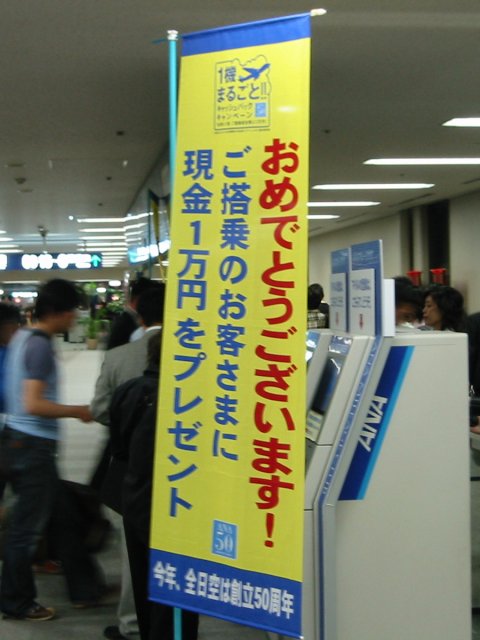 1機
まるごと!!
キャッシュバック
キャンペーン
おめでとうございます!
ご搭乗のお客さまに
現金1万円をプレゼント
ANA
50
今年、全日空は創立50周年
ANA